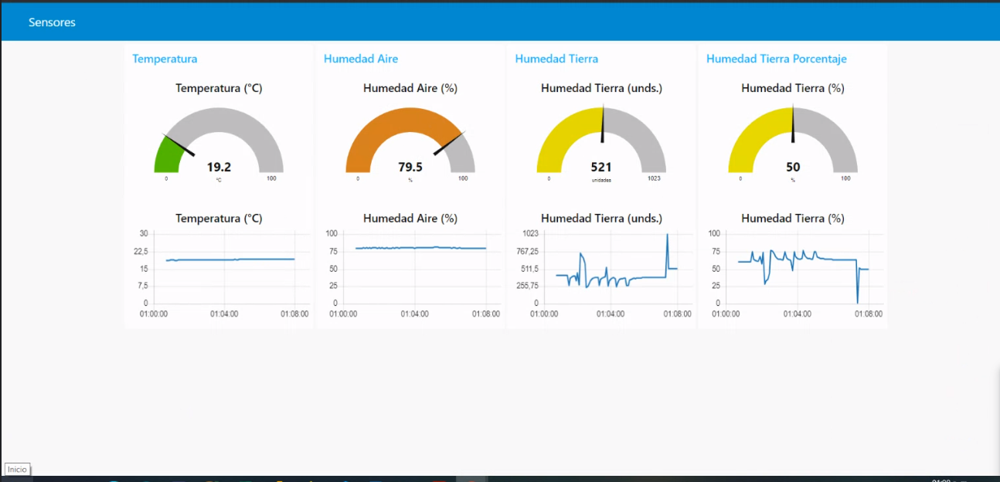 Sensores
Temperatura
Temperatura (°C)
19.2
0
°C
100
Temperatura (°C)
30
22,5
15
7,5
0
01:00:00 01:04:00 01:08:00
Humedad Aire
Humedad Aire (%)
79.5
0
%
100
Humedad Aire (%)
100
75
50
25
0
01:00:00 01:04:00 01:08:00
Humedad Tierra
Humedad Tierra (unds.)
521
0
unidades
1023
Humedad Tierra (unds.)
1023
767,25
511,5
255,75
0
01:00:00 01:04:00 01:08:00
Humedad Tierra Porcentaje
Humedad Tierra (%)
50
0
%
100
Humedad Tierra (%)
100
75
50
25
0
01:00:00 01:04:00 01:08:00
Inicio